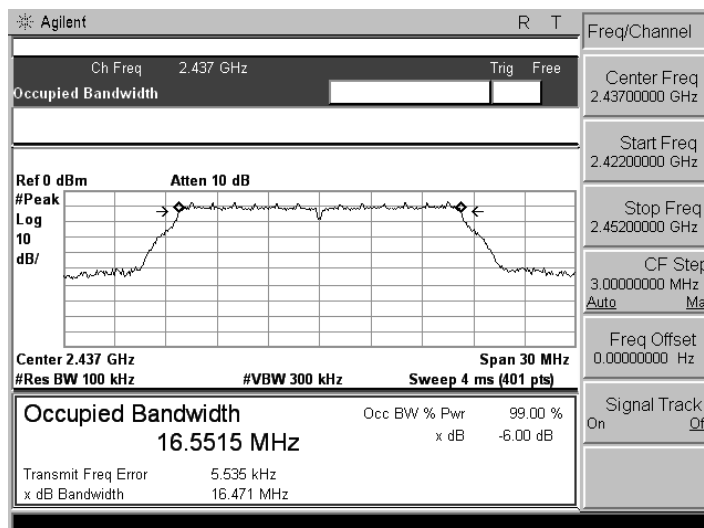 Agilent R T
Ch Freq 2.437 GHz Trig Free
Occupied Bandwidth
Ref 0 dBm Atten 10 dB
#Peak
Log
10
dB/
Center 2.437 GHz Span 30 MHz
#Res BW 100 kHz #VBW 300 kHz Sweep 4 ms (401 pts)
Occupied Bandwidth
16.5515 MHz
Occ BW % Pwr 99.00 %
x dB -6.00 dB
Transmit Freq Error 5.535 kHz
x dB Bandwidth 16.471 MHz
Freq/Channel
Center Freq
2.43700000 GHz
Start Freq
2.42200000 GHz
Stop Freq
2.45200000 GHz
CF Step
3.00000000 MHz
Auto Ma
Freq Offset
0.00000000 Hz
Signal Track
On Of